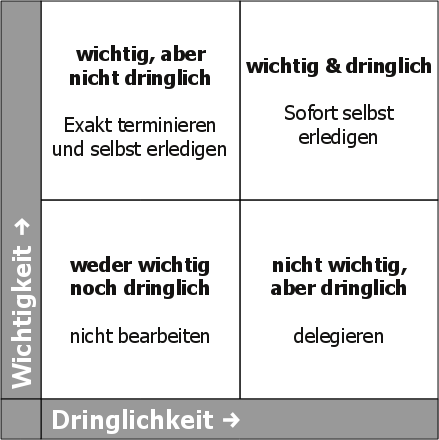 wichtig, aber
nicht dringlich
Exakt terminieren
und selbst erledigen
wichtig & dringlich
Sofort selbst
erledigen
weder wichtig
noch dringlich
nicht bearbeiten
nicht wichtig,
aber dringlich
delegieren
Wichtigkeit →
Dringlichkeit →